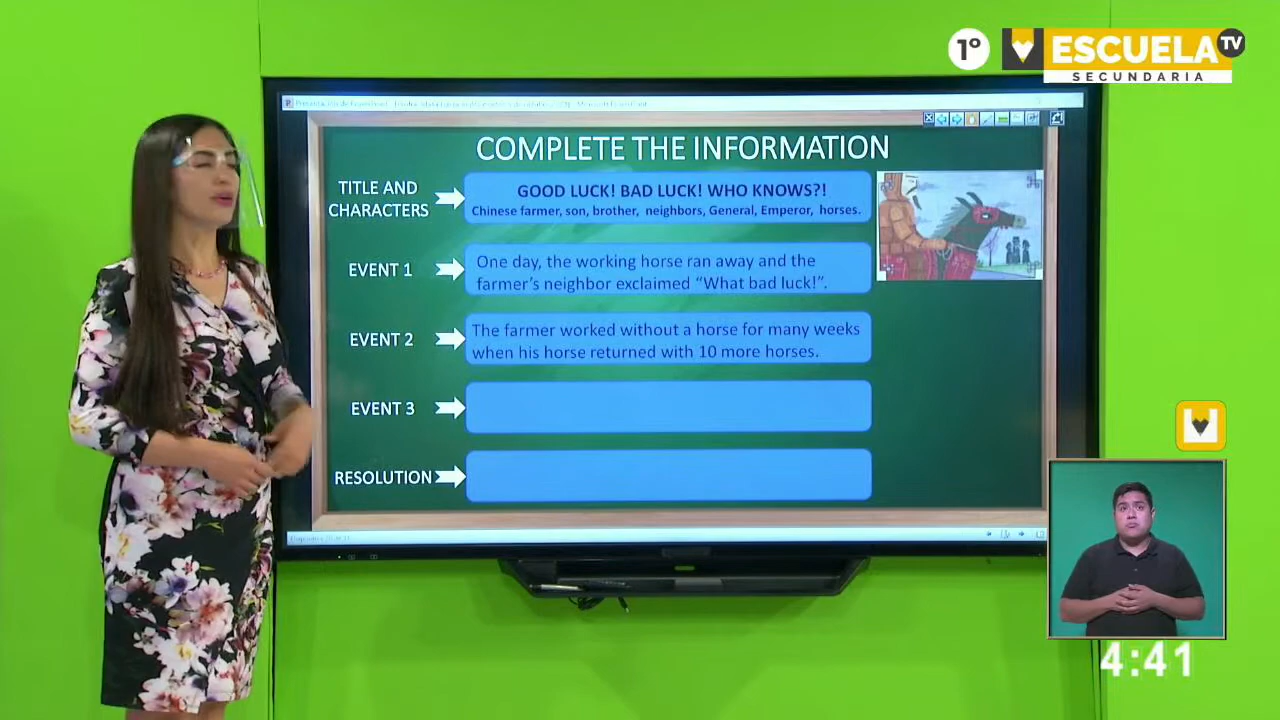 1º ESCUELA TV
SECUNDARIA
COMPLETE THE INFORMATION
TITLE AND
CHARACTERS
GOOD LUCK! BAD LUCK! WHO KNOWS?!
Chinese farmer, son, brother, neighbors, General, Emperor, horses.
EVENT 1
One day, the working horse ran away and the
farmer's neighbor exclaimed “What bad luck!”.
EVENT 2
The farmer worked without a horse for many weeks
when his horse returned with 10 more horses.
EVENT 3
RESOLUTION
4:41